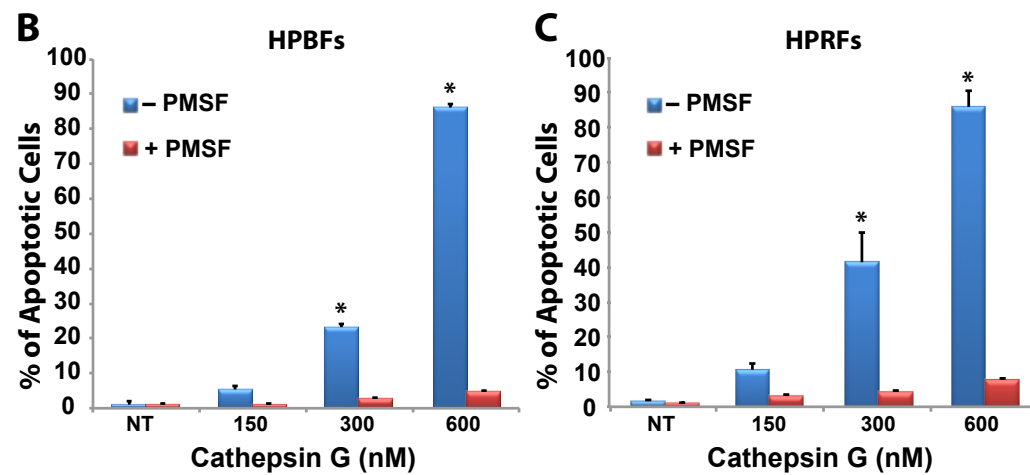 B
HPBFs
% of Apoptotic Cells
100
90
80
70
60
50
40
30
20
10
0
– PMSF
+ PMSF
*
*
NT 150 300 600
Cathepsin G (nM)
C
HPRFs
% of Apoptotic Cells
100
90
80
70
60
50
40
30
20
10
0
– PMSF
+ PMSF
*
*
NT 150 300 600
Cathepsin G (nM)